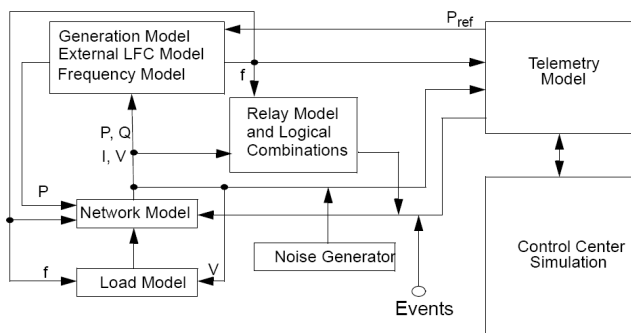 P_ref
Generation Model
External LFC Model
Frequency Model
f
Telemetry
Model
Relay Model
and Logical
Combinations
P, Q
I, V
P
Network Model
Noise Generator
Control Center
Simulation
f
Load Model
V
Events